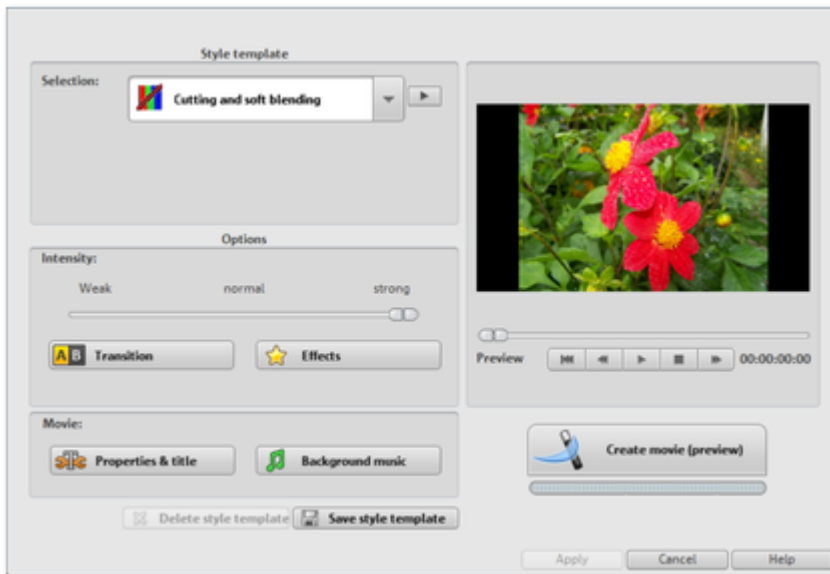 Style template
Selection:
Cutting and soft blending
Options
Intensity:
Weak normal strong
AB Transition
Effects
Preview 00:00:00:00
Movie:
Properties & title
Background music
Create movie (preview)
Delete style template
Save style template
Apply
Cancel
Help